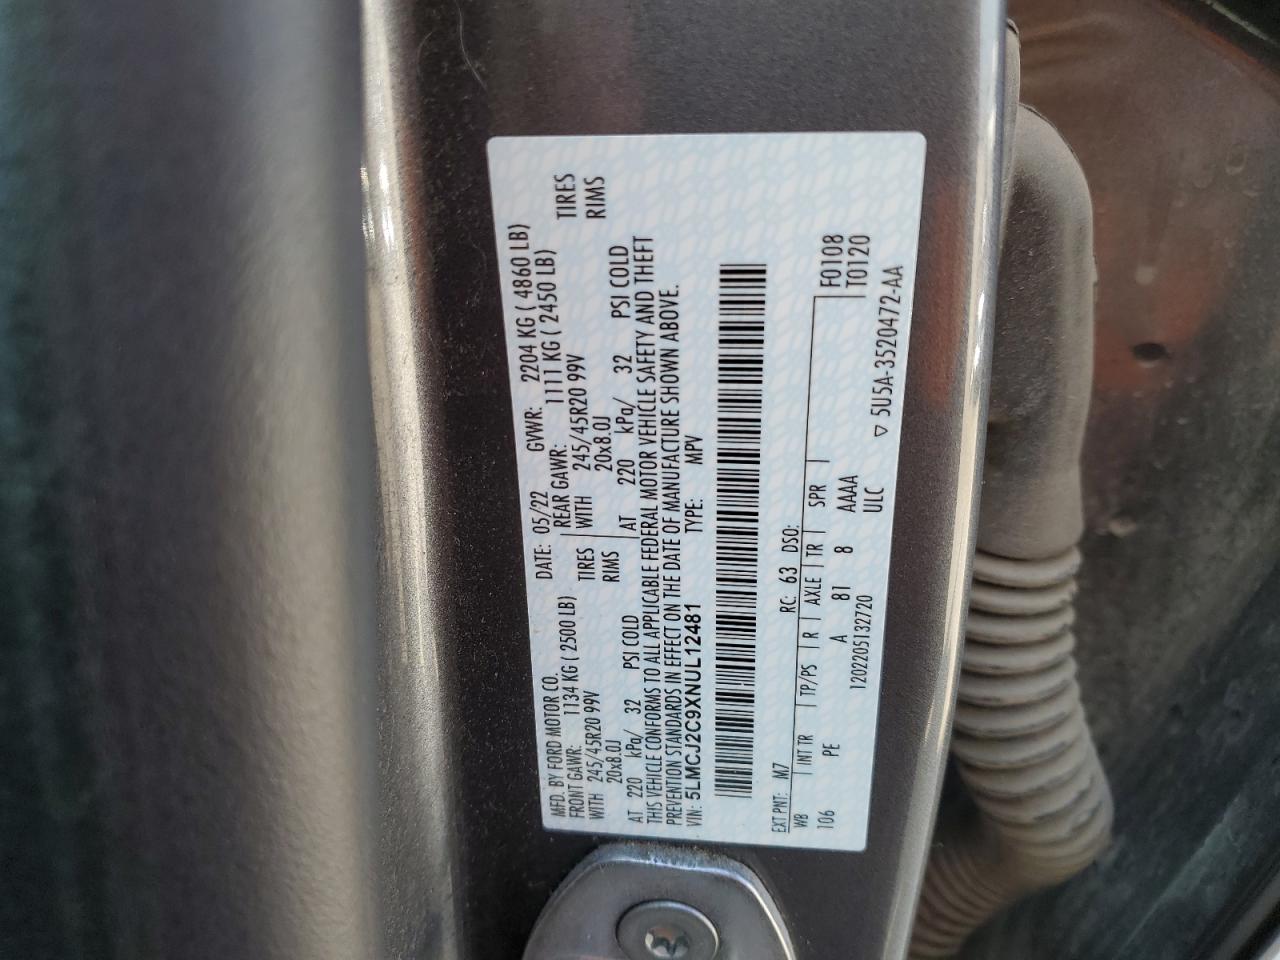 MFD. BY FORD MOTOR CO. DATE: 05/22 GVWR: 2204 KG ( 4860 LB)
FRONT GAWR: 1134 KG ( 2500 LB) REAR GAWR: 1111 KG ( 2450 LB)
WITH 245/45R20 99V TIRES WITH 245/45R20 99V TIRES
20x8.0J RIMS 20x8.0J RIMS
AT 220 kPa/ 32 PSI COLD AT 220 kPa/ 32 PSI COLD
THIS VEHICLE CONFORMS TO ALL APPLICABLE FEDERAL MOTOR VEHICLE SAFETY AND THEFT
PREVENTION STANDARDS IN EFFECT ON THE DATE OF MANUFACTURE SHOWN ABOVE.
VIN: 5LMCJ2C9XNUL12481 TYPE: MPV
EXT PNT: M7 RC: 63 DSO:
WB INT TR TP/PS R AXLE TR SPR F0108
106 PE A 81 8 AAAA T0120
1202205132720 ULC
▽ 5U5A-3520472-AA